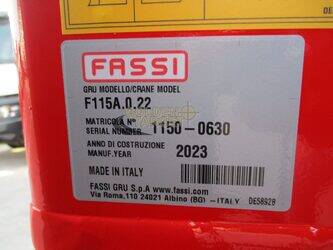 FASSI
GRU MODELLO/CRANE MODEL
F115A.0.22
MATRICOLA N°
SERIAL NUMBER 1150-0630
ANNO DI COSTRUZIONE
MANUF.YEAR 2023
MADE IN ITALY
FASSI GRU S.p.A www.fassi.com
Via Roma,110 24021 Albino (BG) - ITALY DE5892B